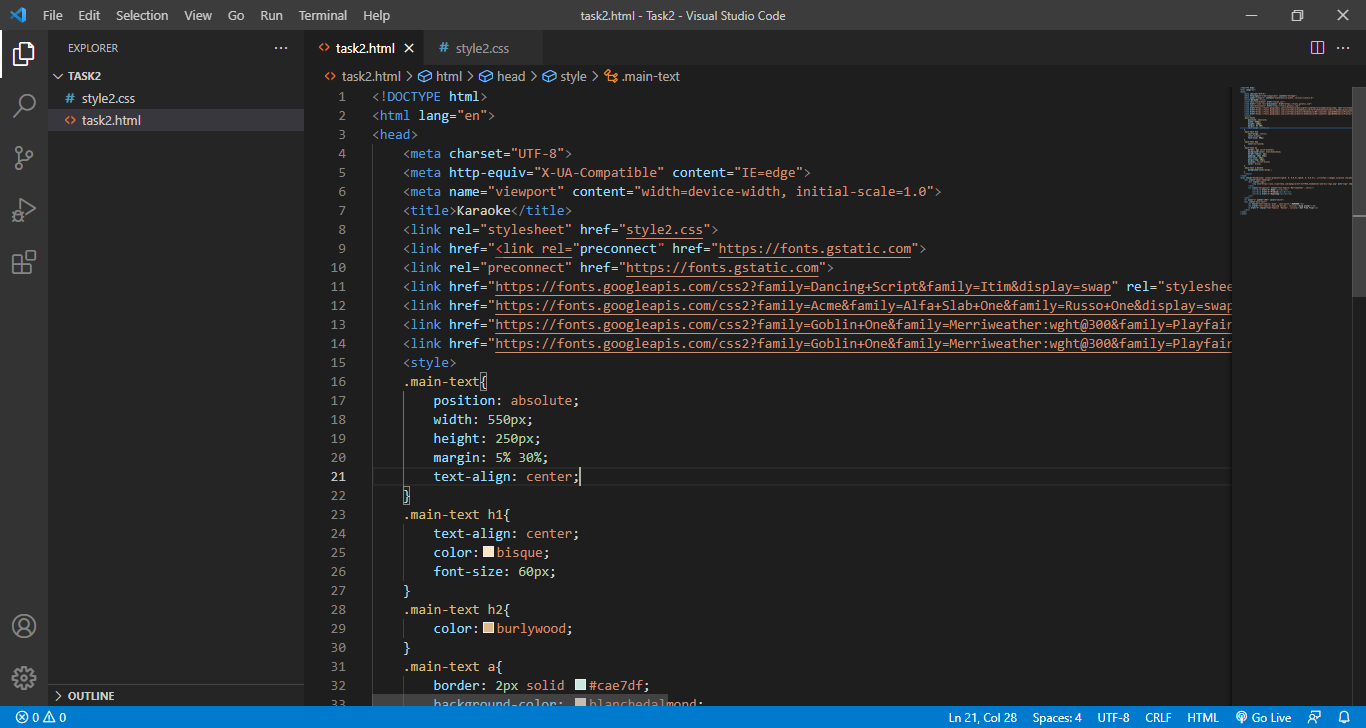 File Edit Selection View Go Run Terminal Help
task2.html - Task2 - Visual Studio Code
EXPLORER
TASK2
# style2.css
<> task2.html
OUTLINE
<> task2.html
# style2.css
<> task2.html > html > head > style > .main-text
1 <!DOCTYPE html>
2 <html lang="en">
3 <head>
4 <meta charset="UTF-8">
5 <meta http-equiv="X-UA-Compatible" content="IE=edge">
6 <meta name="viewport" content="width=device-width, initial-scale=1.0">
7 <title>Karaoke</title>
8 <link rel="stylesheet" href="style2.css">
9 <link href="<link rel="preconnect" href="https://fonts.gstatic.com">
10 <link rel="preconnect" href="https://fonts.gstatic.com">
11 <link href="https://fonts.googleapis.com/css2?family=Dancing+Script&family=Itim&display=swap" rel="styleshee
12 <link href="https://fonts.googleapis.com/css2?family=Acme&family=Alfa+Slab+One&family=Russo+One&display=swap
13 <link href="https://fonts.googleapis.com/css2?family=Goblin+One&family=Merriweather:wght@300&family=Playfair
14 <link href="https://fonts.googleapis.com/css2?family=Goblin+One&family=Merriweather:wght@300&family=Playfair
15 <style>
16 .main-text{
17 position: absolute;
18 width: 550px;
19 height: 250px;
20 margin: 5% 30%;
21 text-align: center;
22 }
23 .main-text h1{
24 text-align: center;
25 color: bisque;
26 font-size: 60px;
27 }
28 .main-text h2{
29 color: burlywood;
30 }
31 .main-text a{
32 border: 2px solid #cae7df;
33 background-color: blanchedalmond;
0 0
Ln 21, Col 28 Spaces: 4 UTF-8 CRLF HTML Go Live